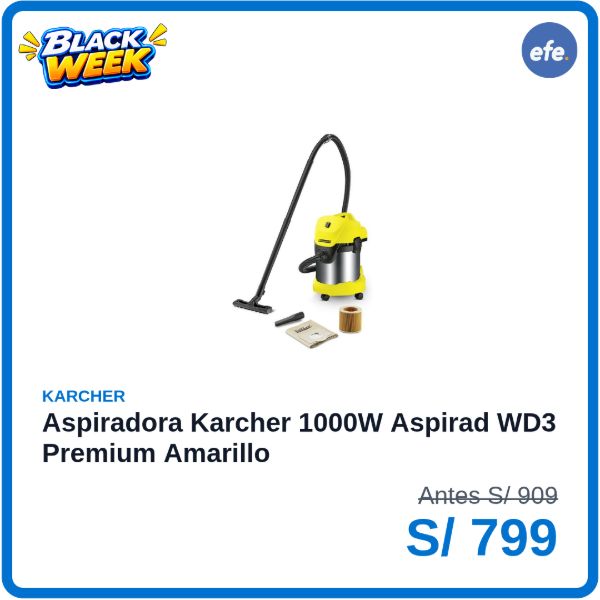 BLACK
WEEK
efe.
KARCHER
Aspiradora Karcher 1000W Aspirad WD3
Premium Amarillo
Antes S/ 909
S/ 799